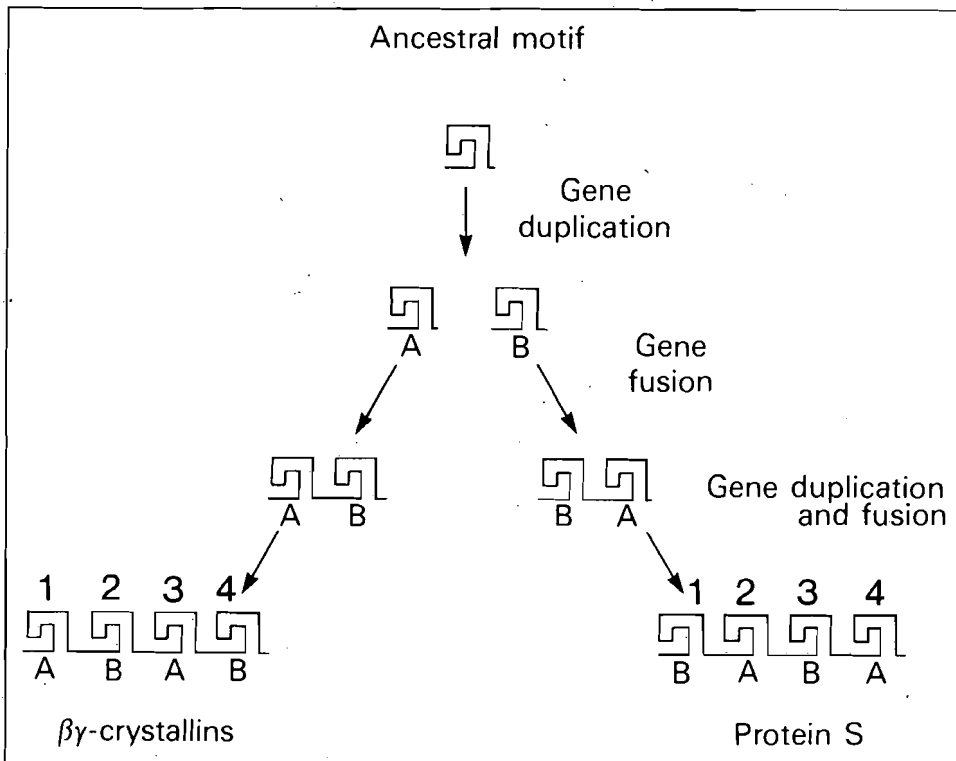 Ancestral motif
Gene
duplication
A B
Gene
fusion
A B
B A
Gene duplication
and fusion
1 2 3 4
A B A B
1 2 3 4
B A B A
βγ-crystallins
Protein S